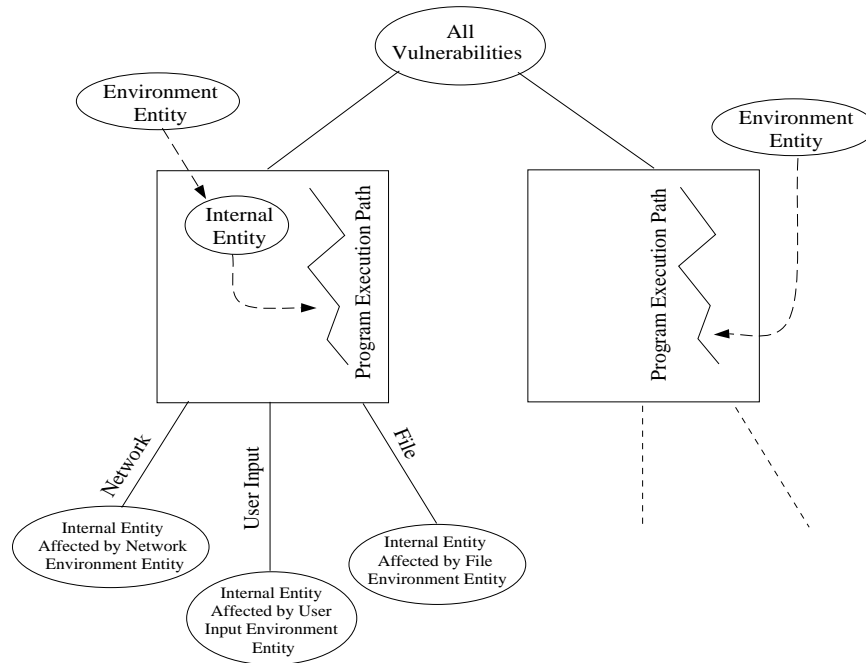 All
Vulnerabilities
Environment
Entity
Environment
Entity
Internal
Entity
Program Execution Path
Program Execution Path
Network
User Input
File
Internal Entity
Affected by Network
Environment Entity
Internal Entity
Affected by User
Input Environment
Entity
Internal Entity
Affected by File
Environment Entity